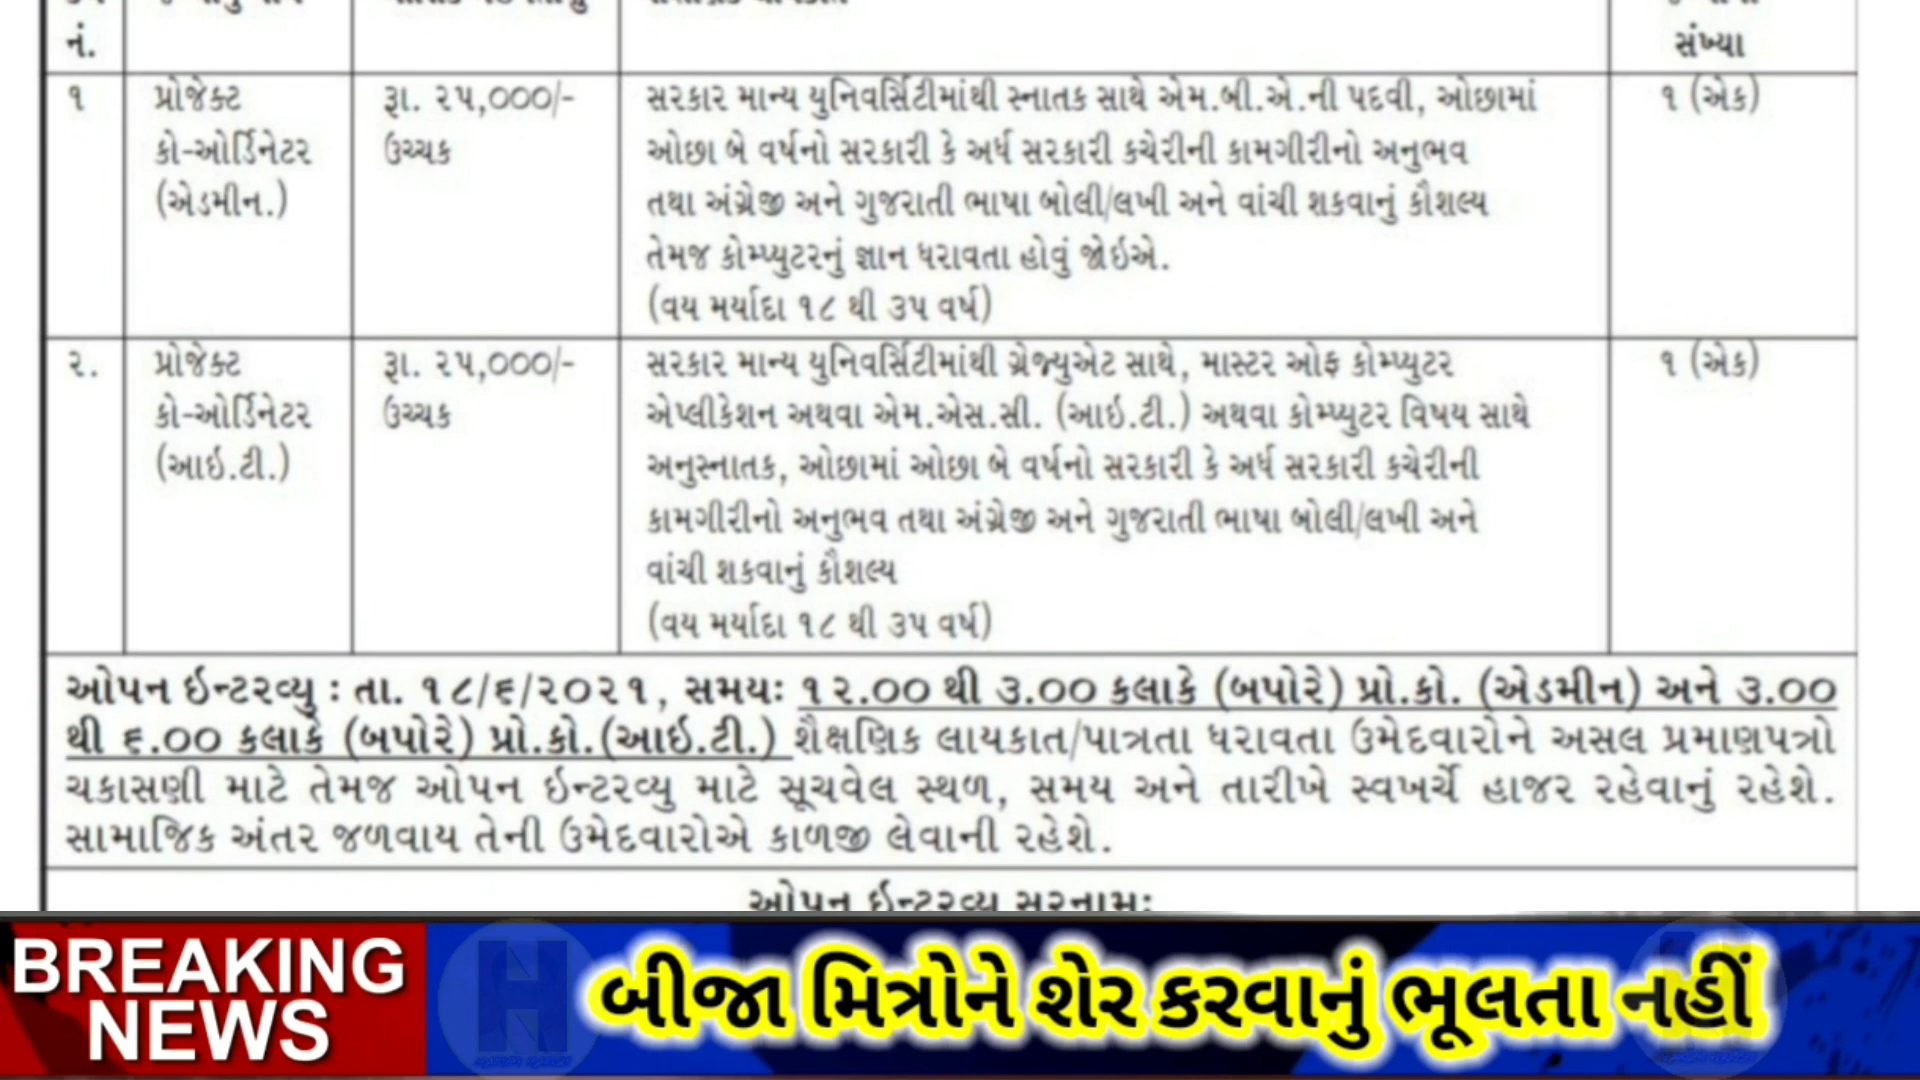 નં.
સંખ્યા
૧ પ્રોજેક્ટ રૂા. ૨૫,૦૦૦/- સરકાર માન્ય યુનિવર્સિટીમાંથી સ્નાતક સાથે એમ.બી.એ.ની પદવી, ઓછામાં ૧ (એક)
કો-ઓર્ડિનેટર ઉચ્ચક ઓછા બે વર્ષનો સરકારી કે અર્ધ સરકારી કચેરીની કામગીરીનો અનુભવ
(એડમીન.) તથા અંગ્રેજી અને ગુજરાતી ભાષા બોલી/લખી અને વાંચી શકવાનું કૌશલ્ય
તેમજ કોમ્પ્યુટરનું જ્ઞાન ધરાવતા હોવું જોઇએ.
(વય મર્યાદા ૧૮ થી ૩૫ વર્ષ)
૨. પ્રોજેક્ટ રૂા. ૨૫,૦૦૦/- સરકાર માન્ય યુનિવર્સિટીમાંથી ગ્રેજ્યુએટ સાથે, માસ્ટર ઓફ કોમ્પ્યુટર ૧ (એક)
કો-ઓર્ડિનેટર ઉચ્ચક એપ્લીકેશન અથવા એમ.એસ.સી. (આઇ.ટી.) અથવા કોમ્પ્યુટર વિષય સાથે
(આઇ.ટી.) અનુસ્નાતક, ઓછામાં ઓછા બે વર્ષનો સરકારી કે અર્ધ સરકારી કચેરીની
કામગીરીનો અનુભવ તથા અંગ્રેજી અને ગુજરાતી ભાષા બોલી/લખી અને
વાંચી શકવાનું કૌશલ્ય
(વય મર્યાદા ૧૮ થી ૩૫ વર્ષ)
ઓપન ઇન્ટરવ્યુ : તા. ૧૮/૬/૨૦૨૧, સમયઃ ૧૨.૦૦ થી ૩.૦૦ કલાકે (બપોરે) પ્રો.કો. (એડમીન) અને ૩.૦૦
થી ૬.૦૦ કલાકે (બપોરે) પ્રો.કો.(આઇ.ટી.) શૈક્ષણિક લાયકાત/પાત્રતા ધરાવતા ઉમેદવારોને અસલ પ્રમાણપત્રો
ચકાસણી માટે તેમજ ઓપન ઇન્ટરવ્યુ માટે સૂચવેલ સ્થળ, સમય અને તારીખે સ્વખર્ચે હાજર રહેવાનું રહેશે.
સામાજિક અંતર જળવાય તેની ઉમેદવારોએ કાળજી લેવાની રહેશે.
ઓપન ઇન્ટરવ્યુ સરનામઃ
BREAKING
NEWS
બીજા મિત્રોને શેર કરવાનું ભૂલતા નહીં